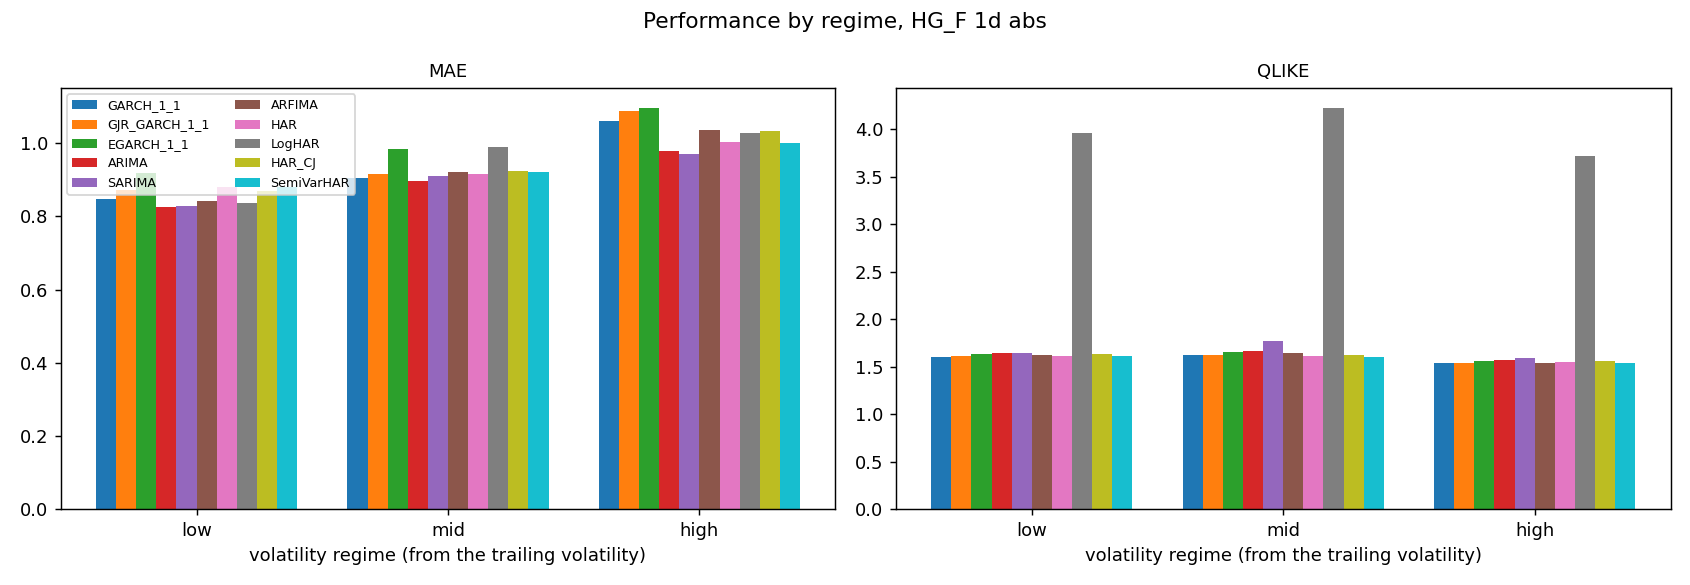 Performance by regime, HG_F 1d abs
MAE
GARCH_1_1
GJR_GARCH_1_1
EGARCH_1_1
ARIMA
SARIMA
ARFIMA
HAR
LogHAR
HAR_CJ
SemiVarHAR
1.0
0.8
0.6
0.4
0.2
0.0
low mid high
volatility regime (from the trailing volatility)
QLIKE
4.0
3.5
3.0
2.5
2.0
1.5
1.0
0.5
0.0
low mid high
volatility regime (from the trailing volatility)